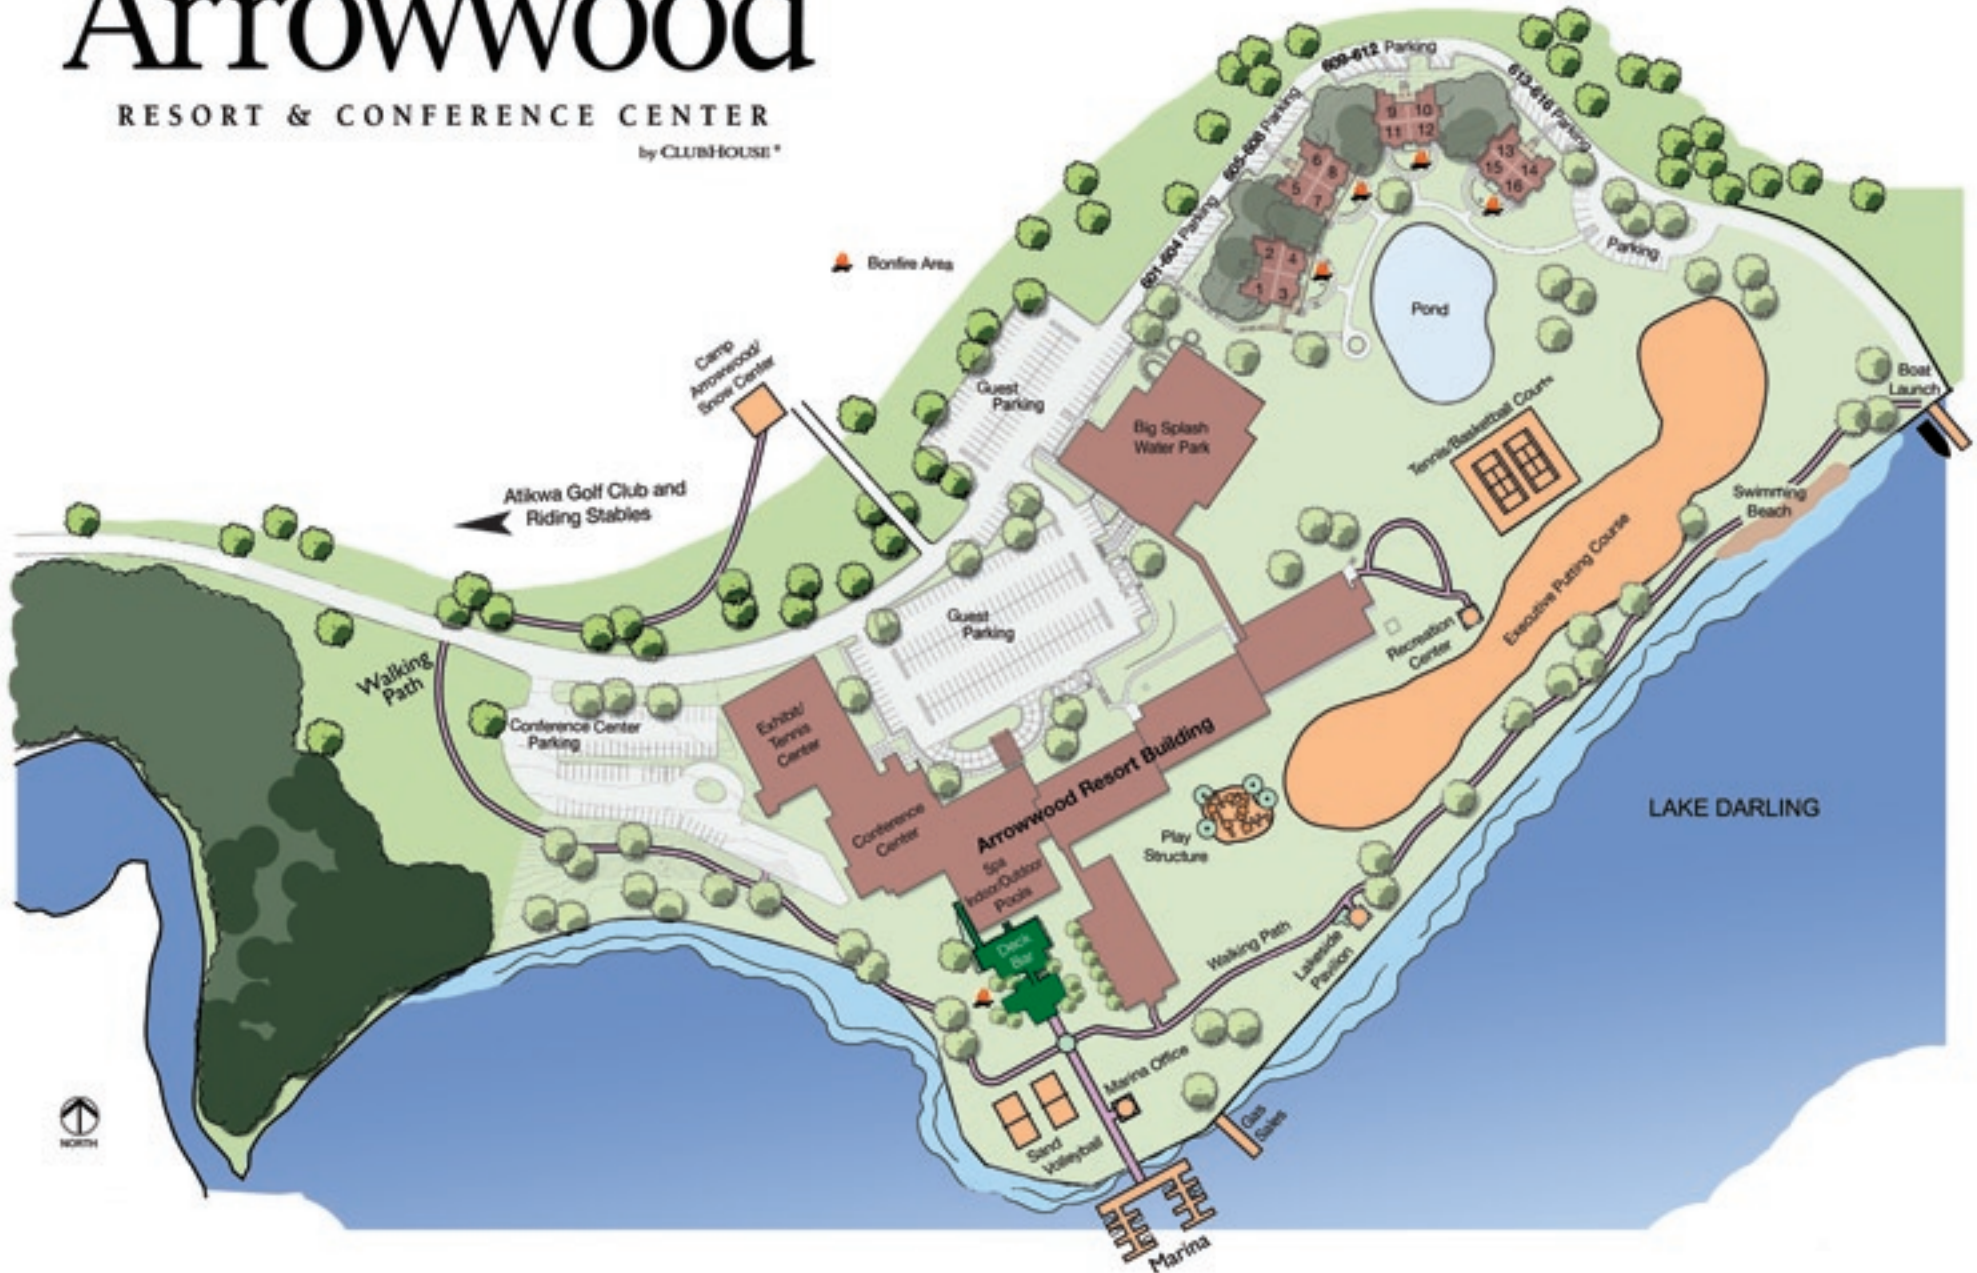 Arrowwood
RESORT & CONFERENCE CENTER
by CLUBHOUSE®
609-612 Parking
613-616 Parking
605-608 Parking
601-604 Parking
9 10
11 12
13
15 14
16
6
8
5
7
2 4
1 3
Parking
Bonfire Area
Pond
Camp
Arrowwood/
Snow Center
Guest
Parking
Big Splash
Water Park
Boat
Launch
Tennis/Basketball Courts
Swimming
Beach
Atikwa Golf Club and
Riding Stables
Executive Putting Course
Guest
Parking
Recreation
Center
Walking
Path
Conference Center
Parking
Exhibit/
Tennis
Center
Arrowwood Resort Building
LAKE DARLING
Conference
Center
Play
Structure
Spa
Indoor/Outdoor
Pools
Deck
Bar
Walking Path
Lakeside
Pavilion
Marina Office
NORTH
Sand
Volleyball
Gas
Sales
Marina